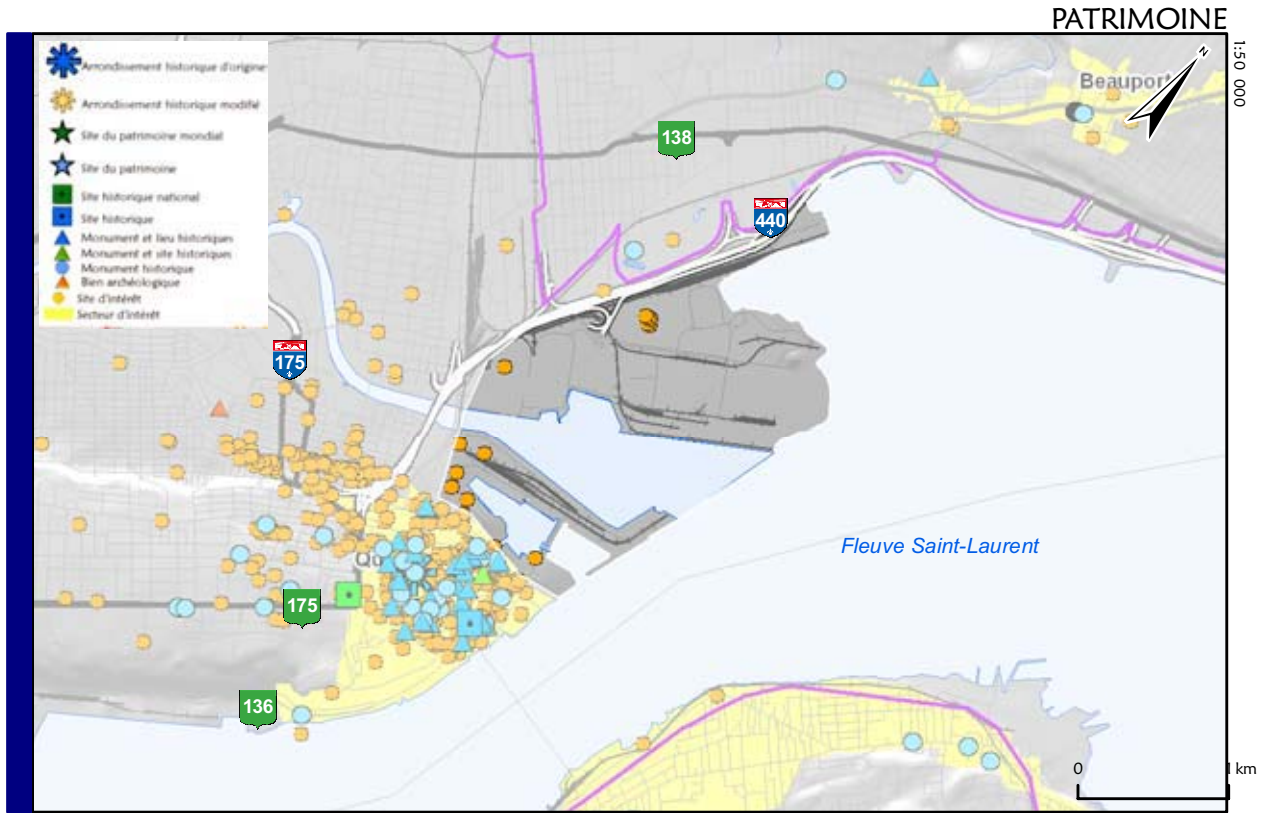 PATRIMOINE
1:50 000
N
Arrondissement historique d'origine
Arrondissement historique modifié
Site du patrimoine mondial
Site du patrimoine
Site historique national
Site historique
Monument et lieu historiques
Monument et site historiques
Monument historique
Bien archéologique
Site d'intérêt
Secteur d'intérêt
Beauport
138
440
175
Fleuve Saint-Laurent
Qu
175
136
0
1 km